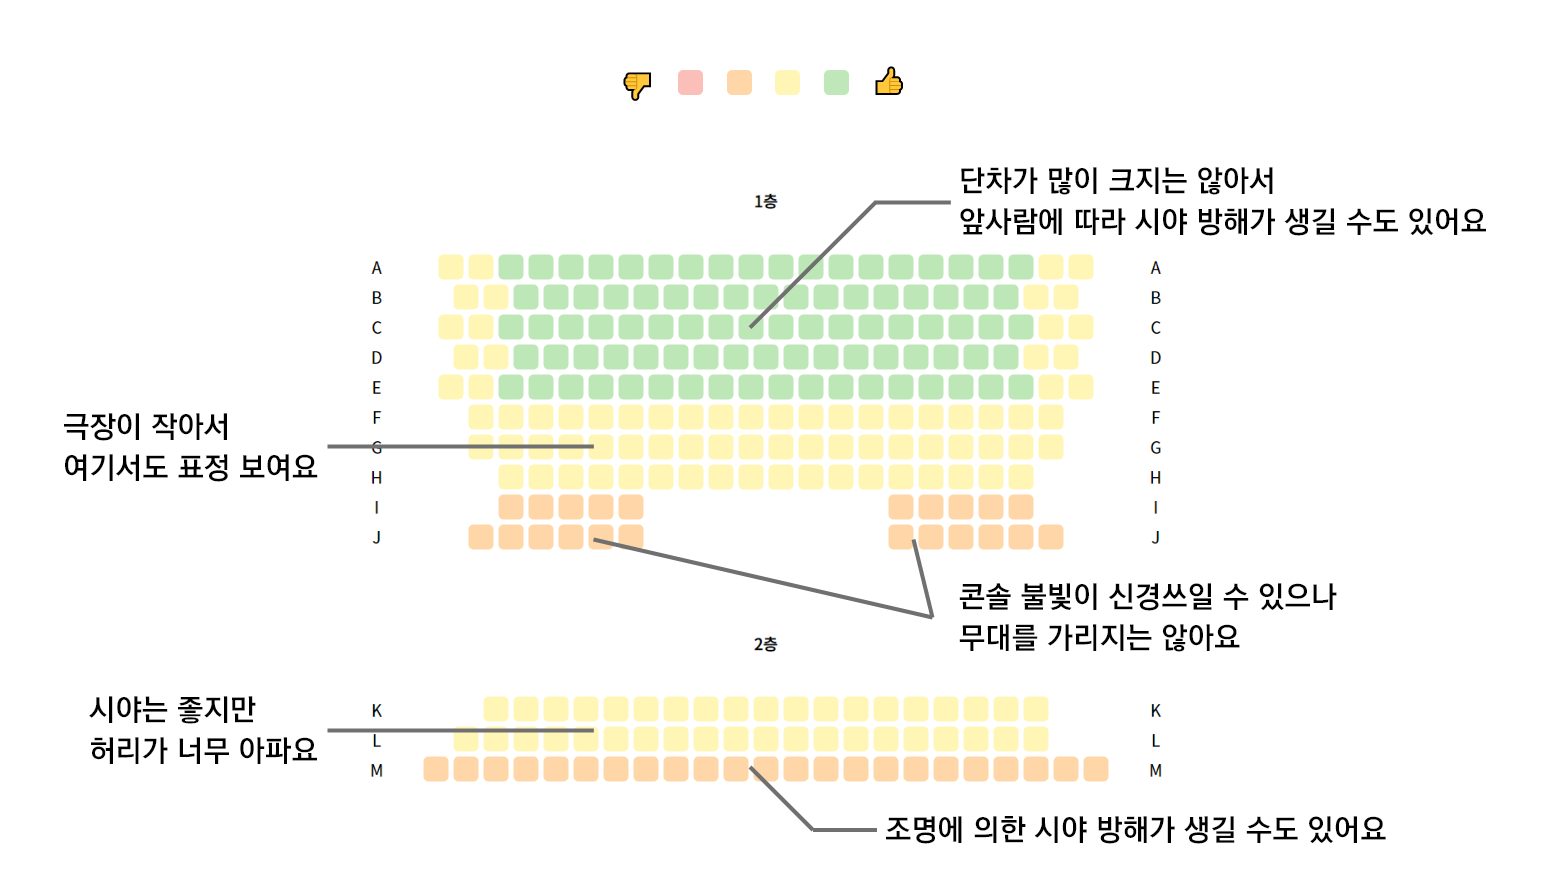 단차가 많이 크지는 않아서
앞사람에 따라 시야 방해가 생길 수도 있어요
1층
A A
B B
C C
D D
E E
F F
극장이 작아서
여기서도 표정 보여요
G G
H H
I I
J J
콘솔 불빛이 신경쓰일 수 있으나
무대를 가리지는 않아요
2층
시야는 좋지만
허리가 너무 아파요
K K
L L
M M
조명에 의한 시야 방해가 생길 수도 있어요